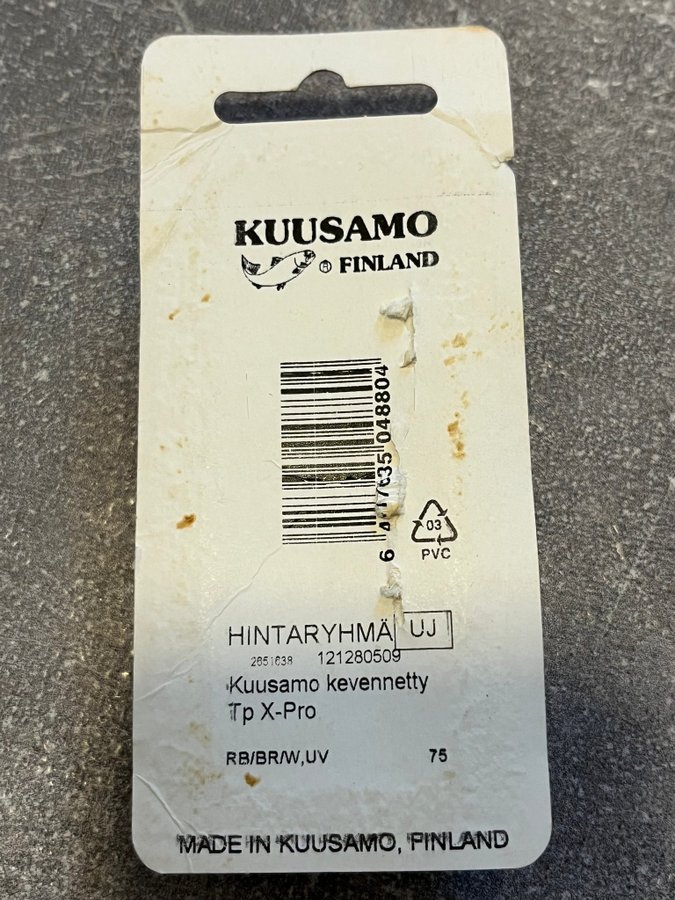 KUUSAMO
® FINLAND
6 417635 048804
03
PVC
HINTARYHMÄ UJ
2651638 121280509
Kuusamo kevennetty
Tp X-Pro
RB/BR/W,UV 75
MADE IN KUUSAMO, FINLAND